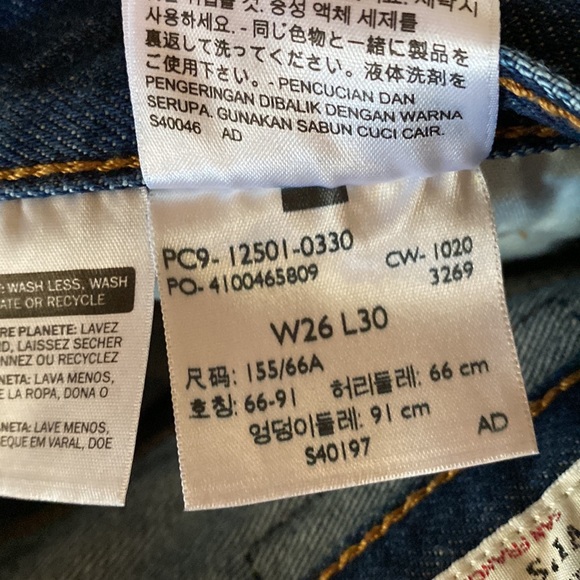 사용하세요. - 同じ色物と一緒に製品を
裏返して洗ってください。液体洗剤を
ご使用下さい。- PENCUCIAN DAN
PENGERINGAN DIBALIK DENGAN WARNA
SERUPA. GUNAKAN SABUN CUCI CAIR.
S40046 AD
PC9- 12501-0330 CW- 1020
PO- 4100465809 3269
W26 L30
尺码: 155/66A
호칭: 66-91 허리둘레: 66 cm
엉덩이둘레: 91 cm
S40197 AD
: WASH LESS, WASH
ATE OR RECYCLE
RE PLANETE: LAVEZ
D, LAISSEZ SECHER
NNEZ OU RECYCLEZ
NETA: LAVA MENOS,
E LA ROPA, DONA O
NETA: LAVE MENOS,
EQUE EM VARAL, DOE